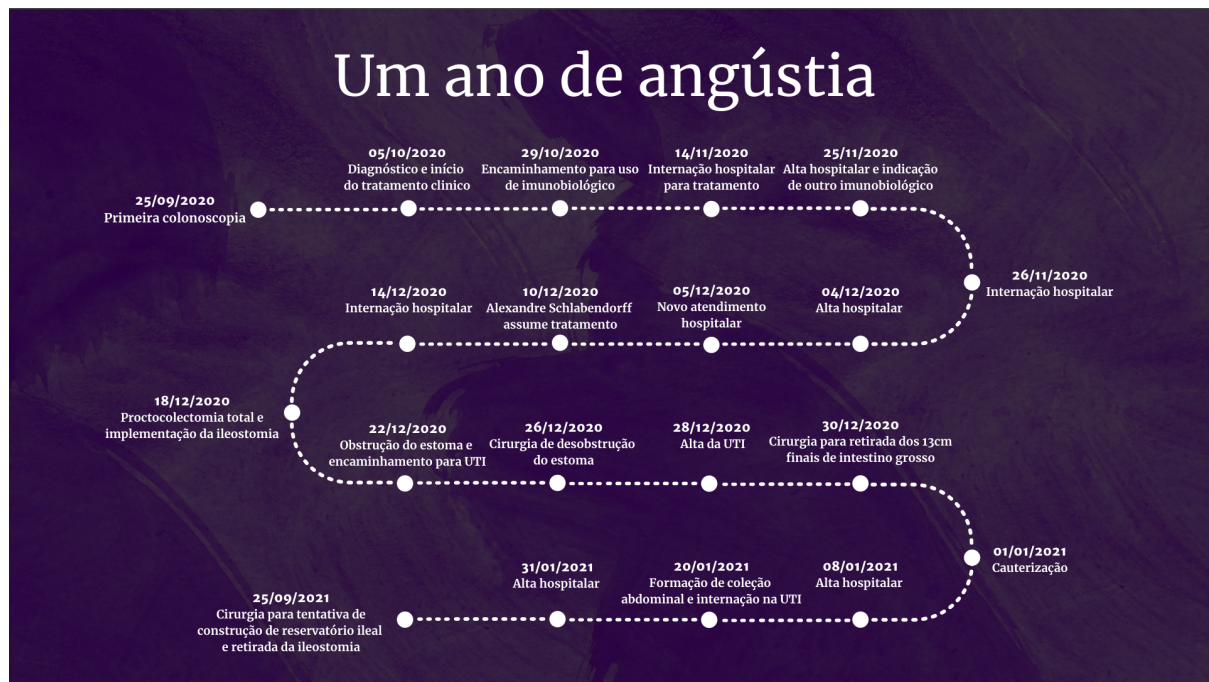 Um ano de angústia
25/09/2020
Primeira colonoscopia
05/10/2020
Diagnóstico e início
do tratamento clinico
29/10/2020
Encaminhamento para uso
de imunobiológico
14/11/2020
Internação hospitalar
para tratamento
25/11/2020
Alta hospitalar e indicação
de outro imunobiológico
26/11/2020
Internação hospitalar
04/12/2020
Alta hospitalar
05/12/2020
Novo atendimento
hospitalar
10/12/2020
Alexandre Schlabendorff
assume tratamento
14/12/2020
Internação hospitalar
18/12/2020
Proctocolectomia total e
implementação da ileostomia
22/12/2020
Obstrução do estoma e
encaminhamento para UTI
26/12/2020
Cirurgia de desobstrução
do estoma
28/12/2020
Alta da UTI
30/12/2020
Cirurgia para retirada dos 13cm
finais de intestino grosso
01/01/2021
Cauterização
08/01/2021
Alta hospitalar
20/01/2021
Formação de coleção
abdominal e internação na UTI
31/01/2021
Alta hospitalar
25/09/2021
Cirurgia para tentativa de
construção de reservatório ileal
e retirada da ileostomia